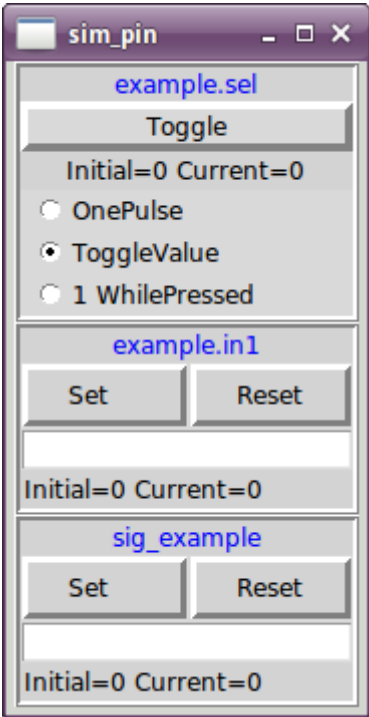 sim_pin
example.sel
Toggle
Initial=0 Current=0
OnePulse
ToggleValue
1 WhilePressed
example.in1
Set Reset
Initial=0 Current=0
sig_example
Set Reset
Initial=0 Current=0